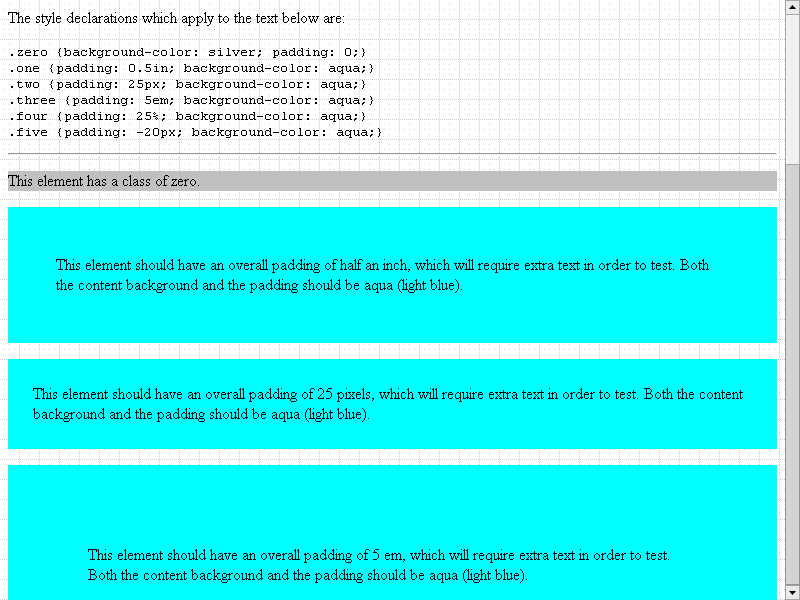 The style declarations which apply to the text below are:
.zero {background-color: silver; padding: 0;}
.one {padding: 0.5in; background-color: aqua;}
.two {padding: 25px; background-color: aqua;}
.three {padding: 5em; background-color: aqua;}
.four {padding: 25%; background-color: aqua;}
.five {padding: -20px; background-color: aqua;}
This element has a class of zero.
This element should have an overall padding of half an inch, which will require extra text in order to test. Both
the content background and the padding should be aqua (light blue).
This element should have an overall padding of 25 pixels, which will require extra text in order to test. Both the content
background and the padding should be aqua (light blue).
This element should have an overall padding of 5 em, which will require extra text in order to test.
Both the content background and the padding should be aqua (light blue).